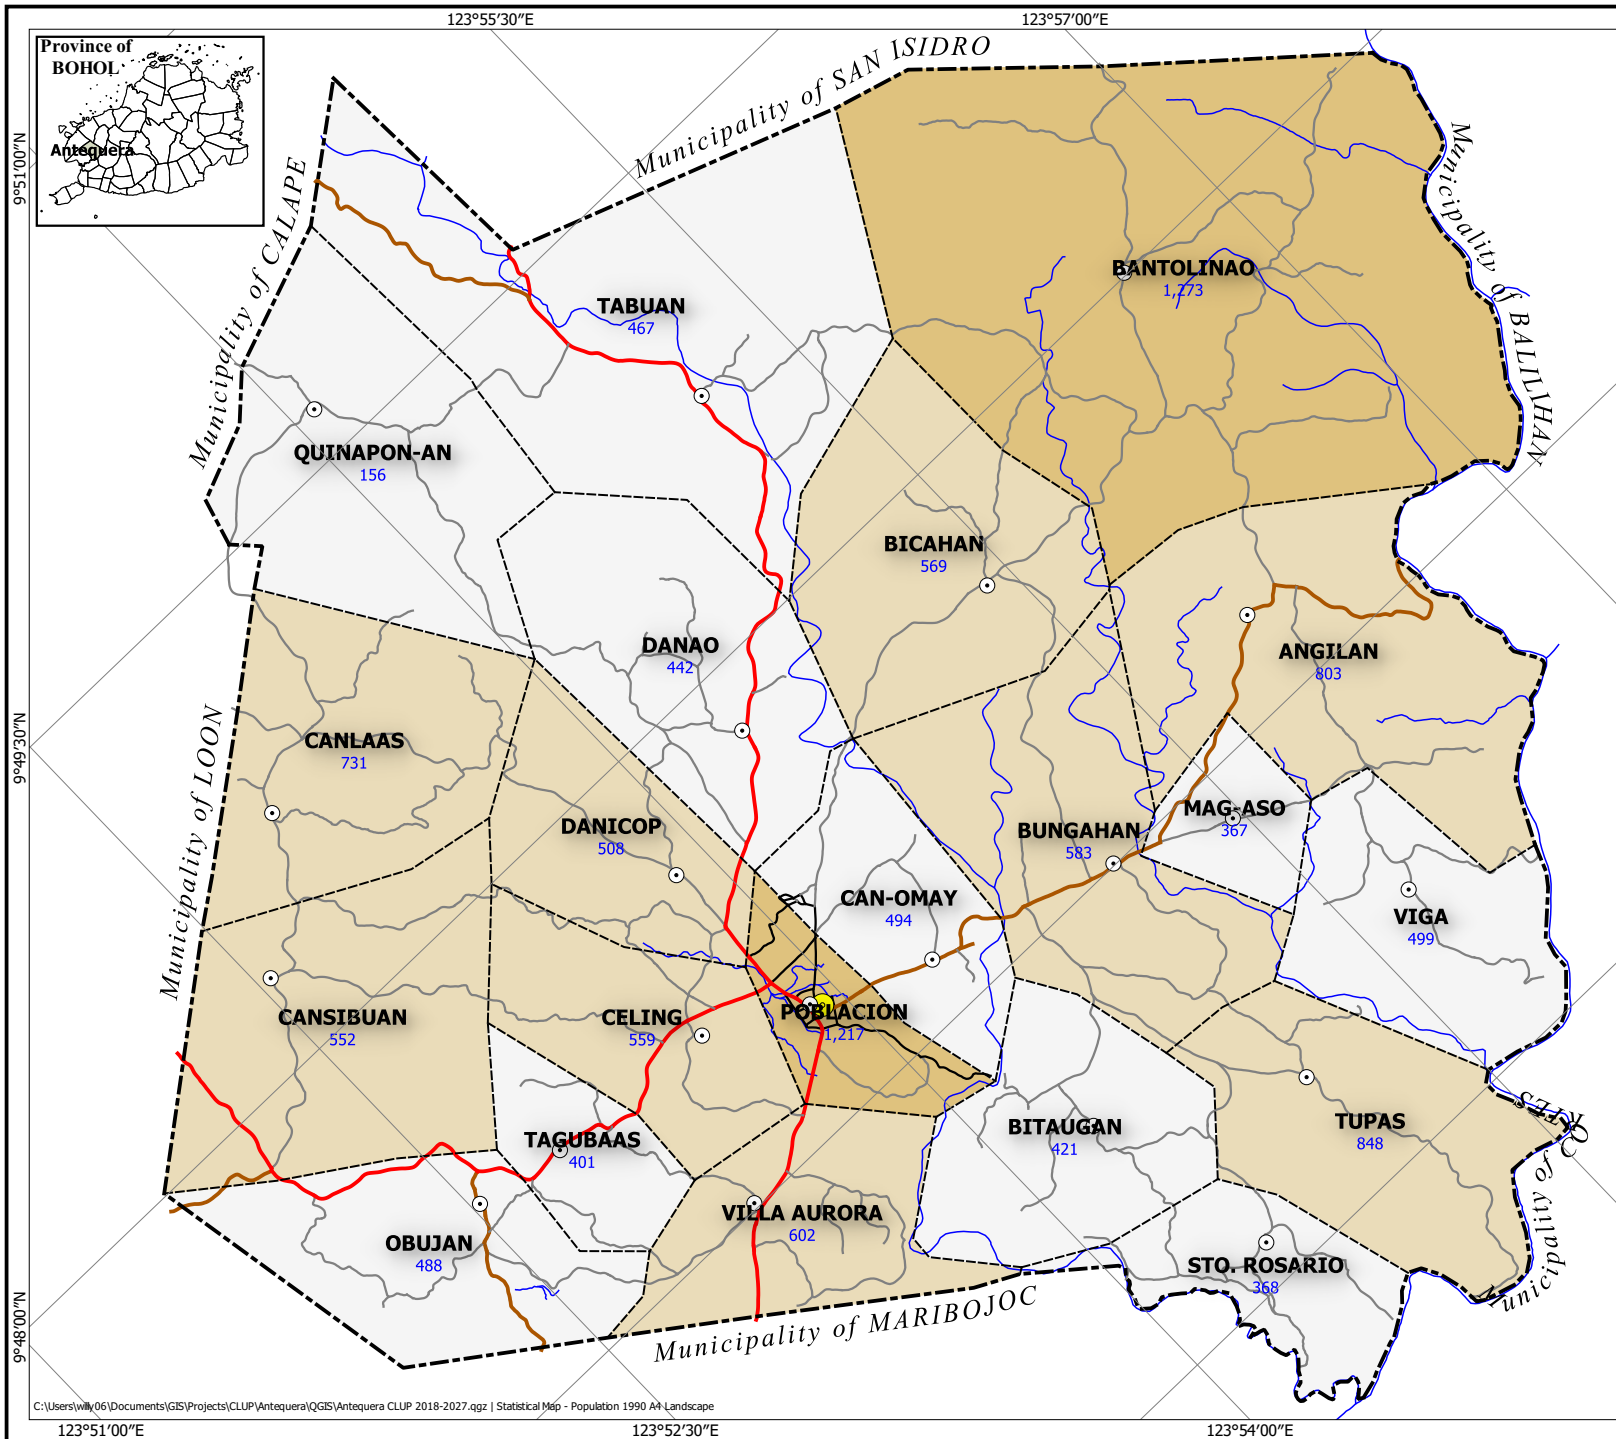 123°55′30″E
123°57′00″E
Province of
BOHOL
Antequera
Municipality of SAN ISIDRO
Municipality of CALAPE
Municipality of BALILIHAN
9°51′00″N
BANTOLINAO
1,273
TABUAN
467
QUINAPON-AN
156
BICAHAN
569
DANAO
442
ANGILAN
803
9°49′30″N
Municipality of LOON
CANLAAS
731
DANICOP
508
MAG-ASO
367
BUNGAHAN
583
CAN-OMAY
494
VIGA
499
CANSIBUAN
552
CELING
559
POBLACION
1,217
TAGUBAAS
401
BITAUGAN
421
TUPAS
848
Municipality of CORTES
VILLA AURORA
602
OBUJAN
488
STO. ROSARIO
368
9°48′00″N
Municipality of MARIBOJOC
C:\Users\willy06\Documents\GIS\Projects\CLUP\Antequera\QGIS\Antequera CLUP 2018-2027.qgz | Statistical Map - Population 1990 A4 Landscape
123°51′00″E
123°52′30″E
123°54′00″E